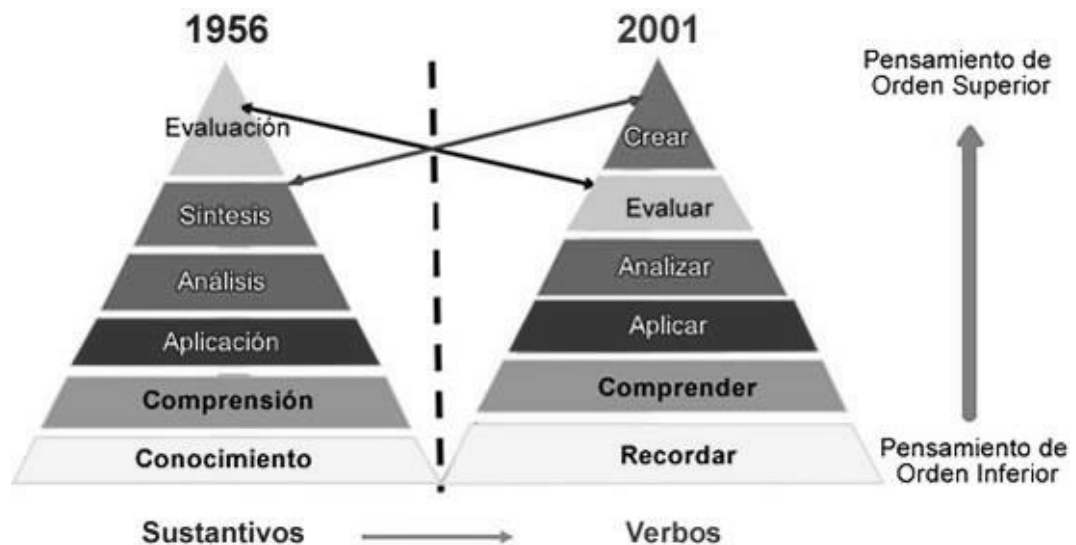 1956
2001
Pensamiento de
Orden Superior
Evaluación
Crear
Síntesis
Evaluar
Análisis
Analizar
Aplicación
Aplicar
Comprensión
Comprender
Conocimiento
Recordar
Pensamiento de
Orden Inferior
Sustantivos
Verbos